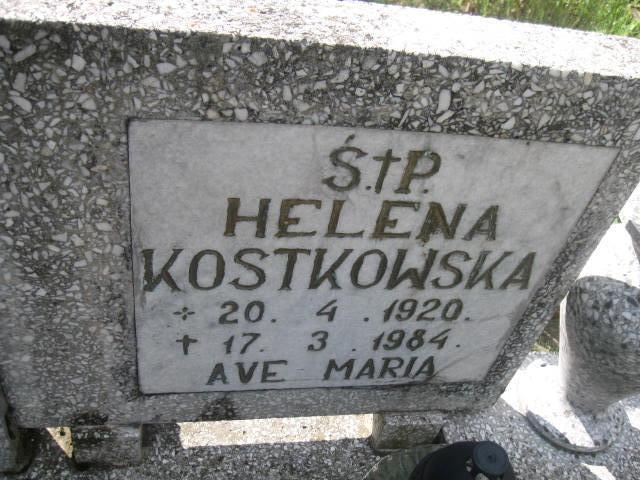 Ś.†P.
HELENA
KOSTKOWSKA
* 20. 4. 1920.
† 17. 3. 1984.
AVE MARIA